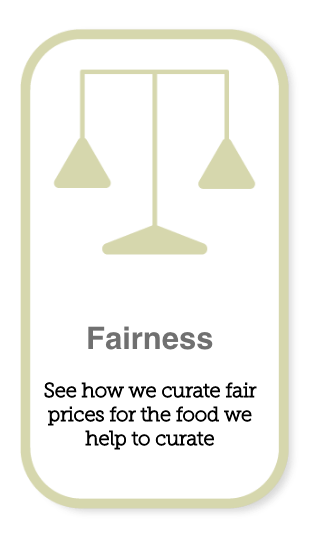 Fairness
See how we curate fair
prices for the food we
help to curate